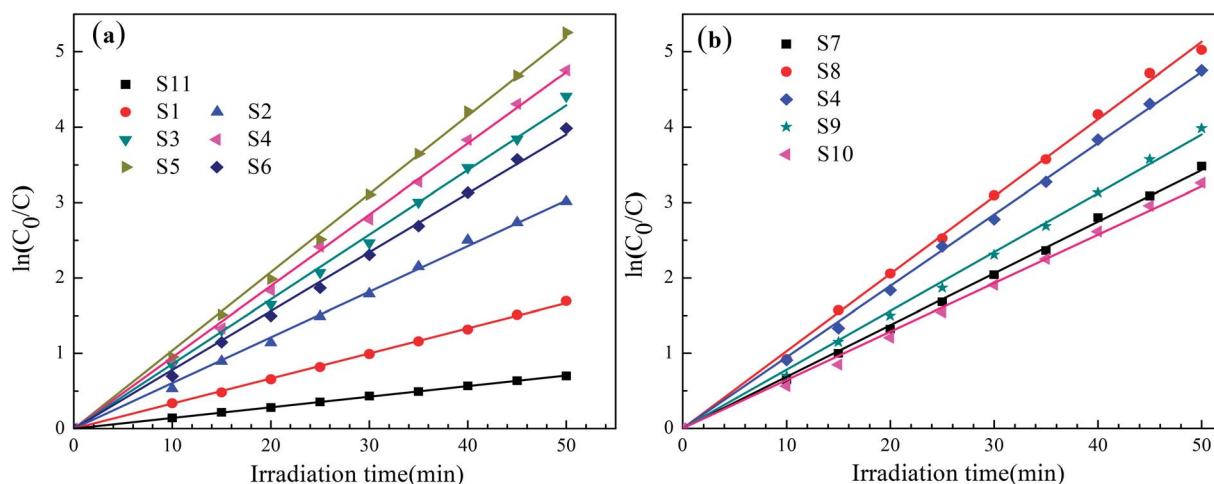 (a)
S11
S1 S2
S3 S4
S5 S6
5
4
3
2
1
0
ln(C₀/C)
0 10 20 30 40 50
Irradiation time(min)
(b)
S7
S8
S4
S9
S10
5
4
3
2
1
0
ln(C₀/C)
0 10 20 30 40 50
Irradiation time(min)